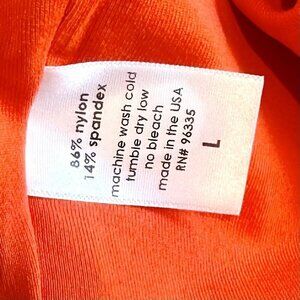 86% nylon
14% spandex
machine wash cold
tumble dry low
no bleach
made in the USA
RN# 96335
L